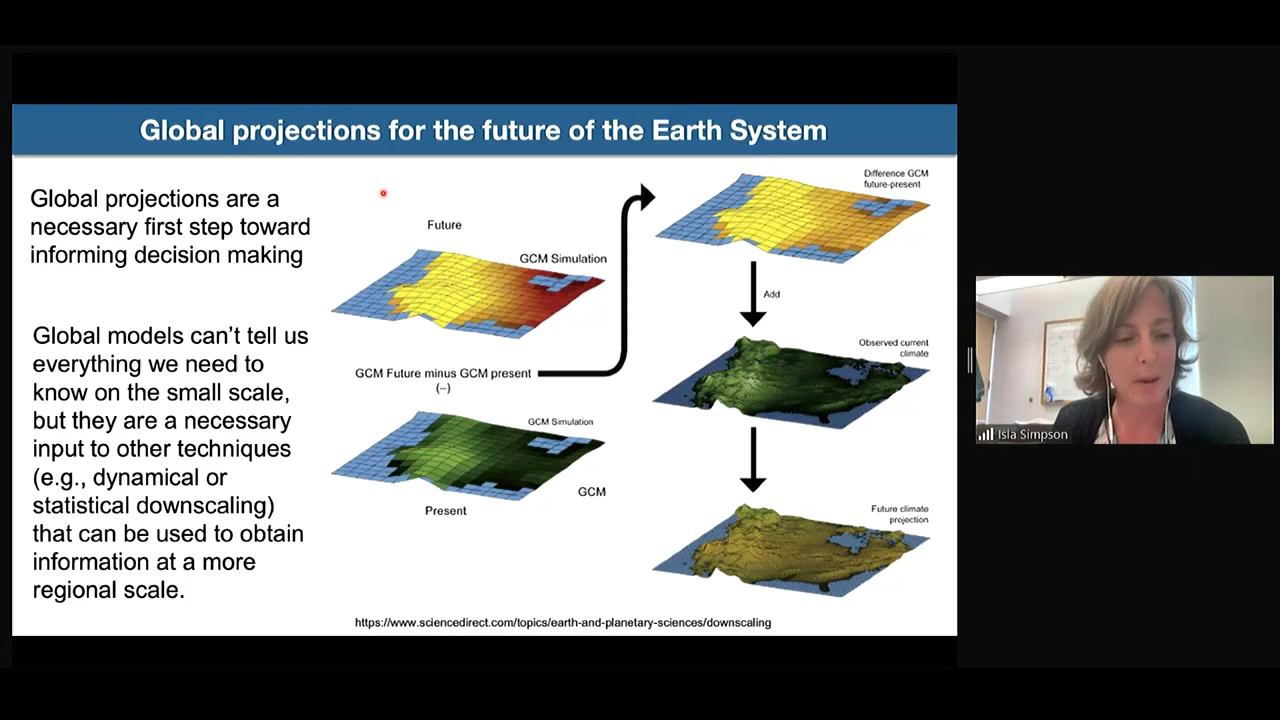 Global projections for the future of the Earth System
Global projections are a
necessary first step toward
informing decision making
Global models can't tell us
everything we need to
know on the small scale,
but they are a necessary
input to other techniques
(e.g., dynamical or
statistical downscaling)
that can be used to obtain
information at a more
regional scale.
Future
GCM Simulation
GCM Future minus GCM present
(–)
GCM Simulation
GCM
Present
Difference GCM
future-present
Add
Observed current
climate
Future climate
projection
https://www.sciencedirect.com/topics/earth-and-planetary-sciences/downscaling
Isla Simpson